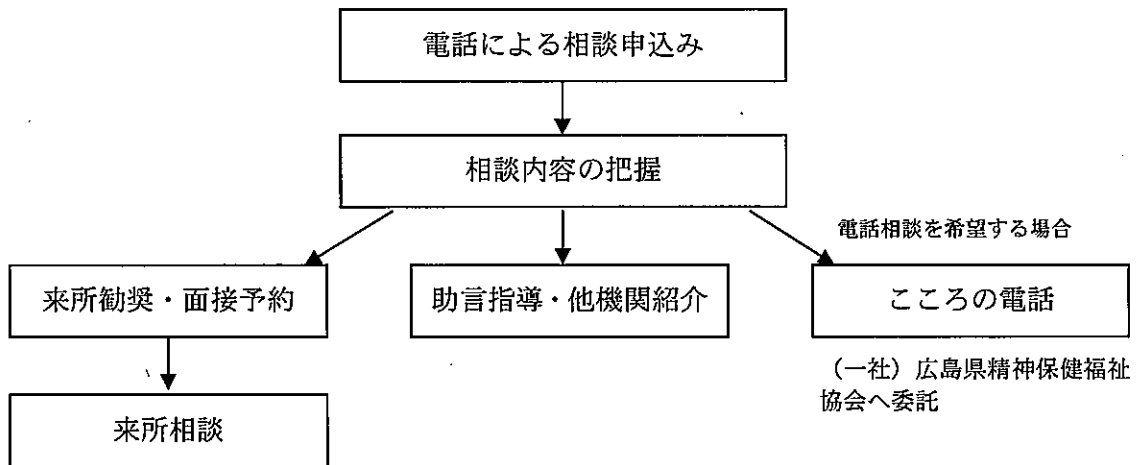 電話による相談申込み
相談内容の把握
電話相談を希望する場合
来所勧奨・面接予約
助言指導・他機関紹介
こころの電話
（一社）広島県精神保健福祉
協会へ委託
来所相談